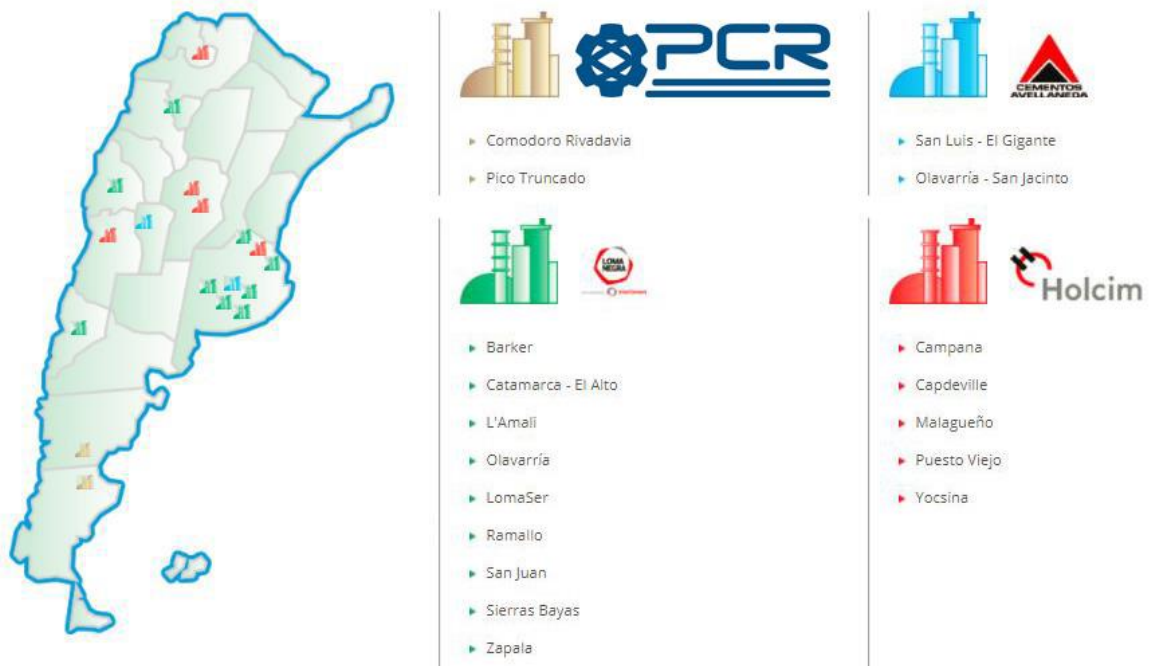 PCR
Comodoro Rivadavia
Pico Truncado
CEMENTOS
AVELLANEDA
San Luis - El Gigante
Olavarría - San Jacinto
LOMA
NEGRA
Barker
Catamarca - El Alto
L'Amalí
Olavarría
LomaSer
Ramallo
San Juan
Sierras Bayas
Zapala
Holcim
Campana
Capdeville
Malagueño
Puesto Viejo
Yocsina